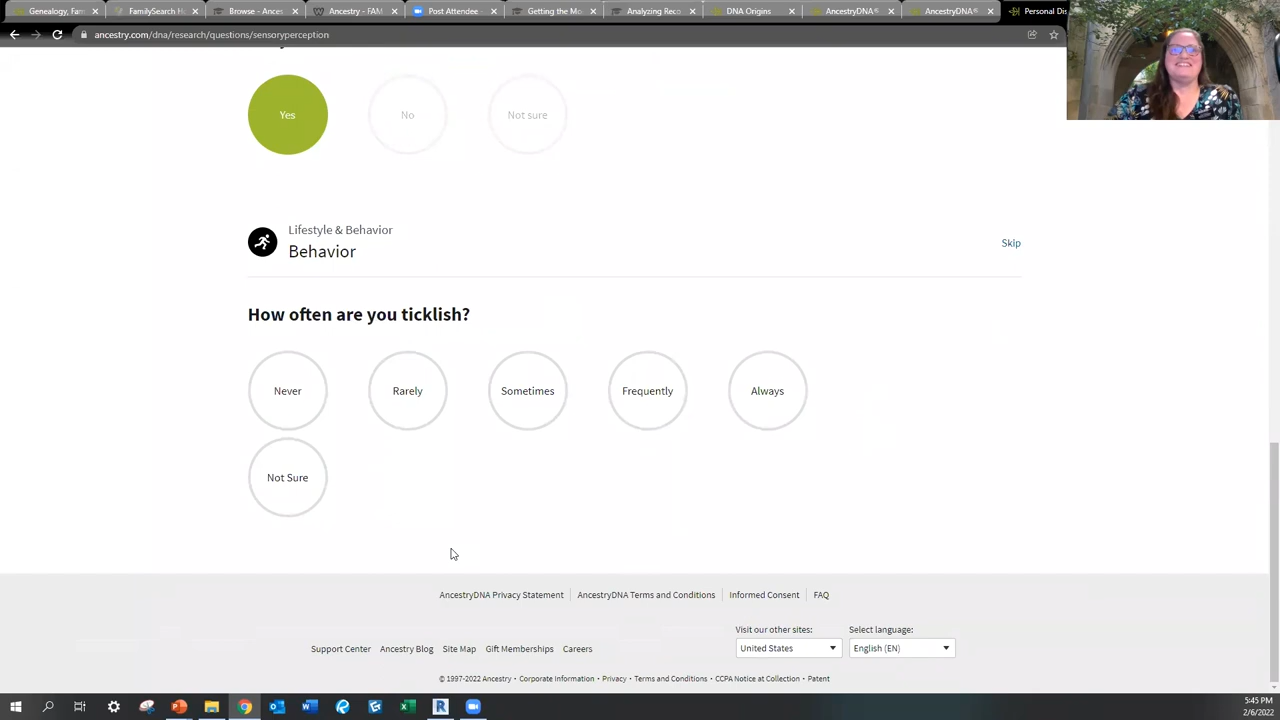 Genealogy, Fam
FamilySearch H
Browse - Ances
Ancestry - FAM
Post Attendee
Getting the Mo
Analyzing Reco
DNA Origins
AncestryDNA®
AncestryDNA®
Personal Dis
ancestry.com/dna/research/questions/sensoryperception
Yes
No
Not sure
Lifestyle & Behavior
Behavior
Skip
How often are you ticklish?
Never
Rarely
Sometimes
Frequently
Always
Not Sure
AncestryDNA Privacy Statement
AncestryDNA Terms and Conditions
Informed Consent
FAQ
Visit our other sites:
Select language:
Support Center
Ancestry Blog
Site Map
Gift Memberships
Careers
United States
English (EN)
© 1997-2022 Ancestry · Corporate Information · Privacy · Terms and Conditions · CCPA Notice at Collection · Patent
5:45 PM
2/6/2022